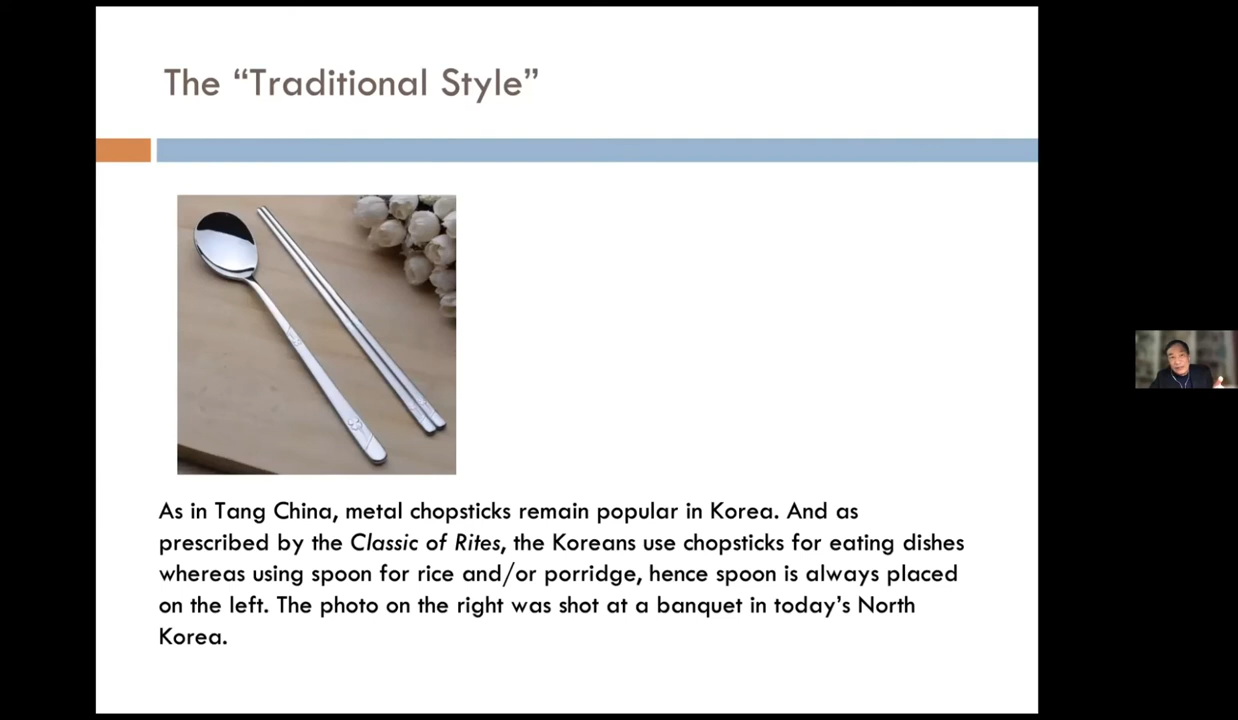 The “Traditional Style”
As in Tang China, metal chopsticks remain popular in Korea. And as
prescribed by the Classic of Rites, the Koreans use chopsticks for eating dishes
whereas using spoon for rice and/or porridge, hence spoon is always placed
on the left. The photo on the right was shot at a banquet in today’s North
Korea.